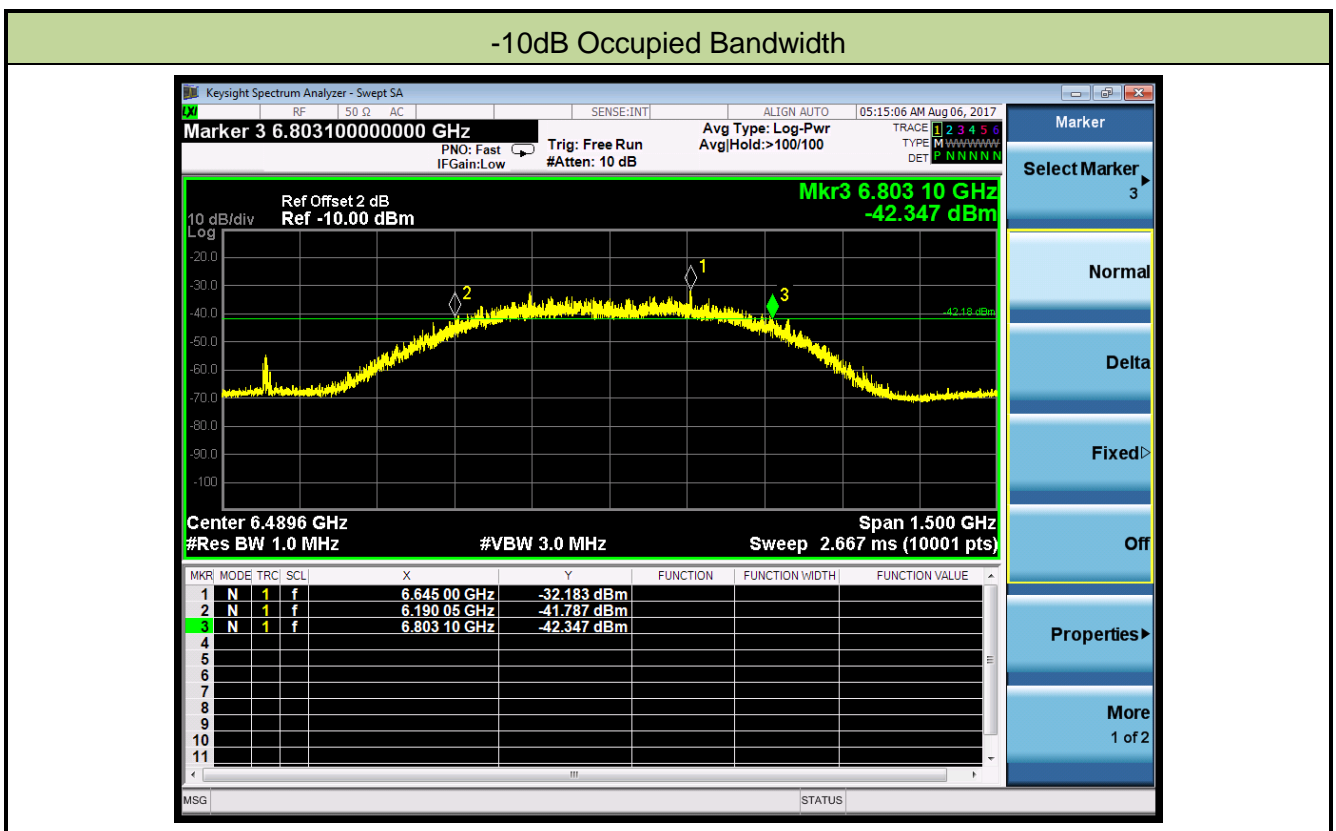 -10dB Occupied Bandwidth
Keysight Spectrum Analyzer - Swept SA
LXI RF 50 Ω AC SENSE:INT ALIGN AUTO 05:15:06 AM Aug 06, 2017
Marker 3 6.803100000000 GHz
PNO: Fast
IFGain:Low
Trig: Free Run
#Atten: 10 dB
Avg Type: Log-Pwr
Avg|Hold:>100/100
TRACE 1 2 3 4 5 6
TYPE M WWWWW
DET P N N N N N
Ref Offset 2 dB
10 dB/div Ref -10.00 dBm
Log
Mkr3 6.803 10 GHz
-42.347 dBm
-20.0
-30.0
-40.0
-50.0
-60.0
-70.0
-80.0
-90.0
-100
1
2
3
-42.18 dBm
Center 6.4896 GHz Span 1.500 GHz
#Res BW 1.0 MHz #VBW 3.0 MHz Sweep 2.667 ms (10001 pts)
MKR MODE TRC SCL X Y FUNCTION FUNCTION WIDTH FUNCTION VALUE
1 N 1 f 6.645 00 GHz -32.183 dBm
2 N 1 f 6.190 05 GHz -41.787 dBm
3 N 1 f 6.803 10 GHz -42.347 dBm
4
5
6
7
8
9
10
11
MSG STATUS
Marker
Select Marker
3
Normal
Delta
Fixed
Off
Properties
More
1 of 2